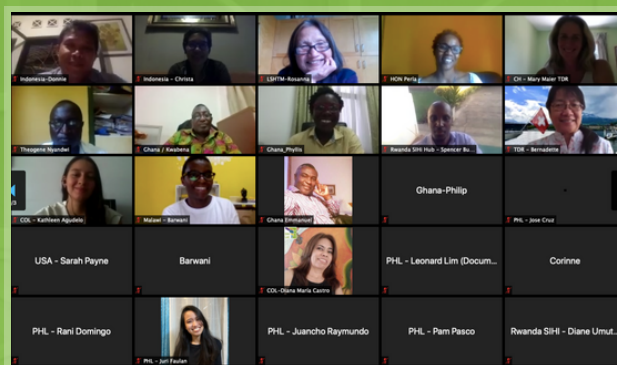 Indonesia-Donnie
Indonesia - Christa
LSHTM-Rosanna
HON Perla
CH - Mary Maier TDR
Theogene Nyandwi
Ghana / Kwabena
Ghana_Phyllis
Rwanda SIHI Hub - Spencer Bu...
TDR - Bernadette
COL - Kathleen Agudelo
Malawi - Barwani
Ghana Emmanuel
Ghana-Philip
PHL - Jose Cruz
USA - Sarah Payne
Barwani
COL-Diana María Castro
PHL - Leonard Lim (Docum...
Corinne
PHL - Rani Domingo
PHL - Juri Faulan
PHL - Juancho Raymundo
PHL - Pam Pasco
Rwanda SIHI - Diane Umut...